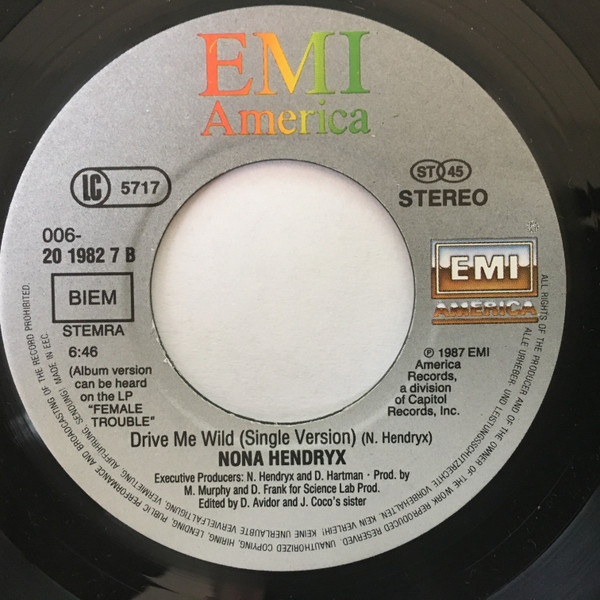 EMI
America
LC 5717
ST 45
STEREO
006-
20 1982 7 B
BIEM
STEMRA
6:46
(Album version
can be heard
on the LP
"FEMALE
TROUBLE"
EMI
AMERICA
℗ 1987 EMI
America
Records,
a division
of Capitol
Records, Inc.
Drive Me Wild (Single Version) (N. Hendryx)
NONA HENDRYX
Executive Producers: N. Hendryx and D. Hartman · Prod. by
M. Murphy and D. Frank for Science Lab Prod.
Edited by D. Avidor and J. Coco's sister
ALL RIGHTS OF THE PRODUCER AND OF THE OWNER OF THE WORK REPRODUCED RESERVED. UNAUTHORIZED COPYING, HIRING, LENDING, PUBLIC PERFORMANCE AND BROADCASTING OF THE RECORD PROHIBITED.
ALLE URHEBER- UND LEISTUNGSSCHUTZRECHTE VORBEHALTEN. KEIN VERLEIH! KEINE UNERLAUBTE VERVIELFÄLTIGUNG, VERMIETUNG, AUFFÜHRUNG, SENDUNG! MADE IN EEC.